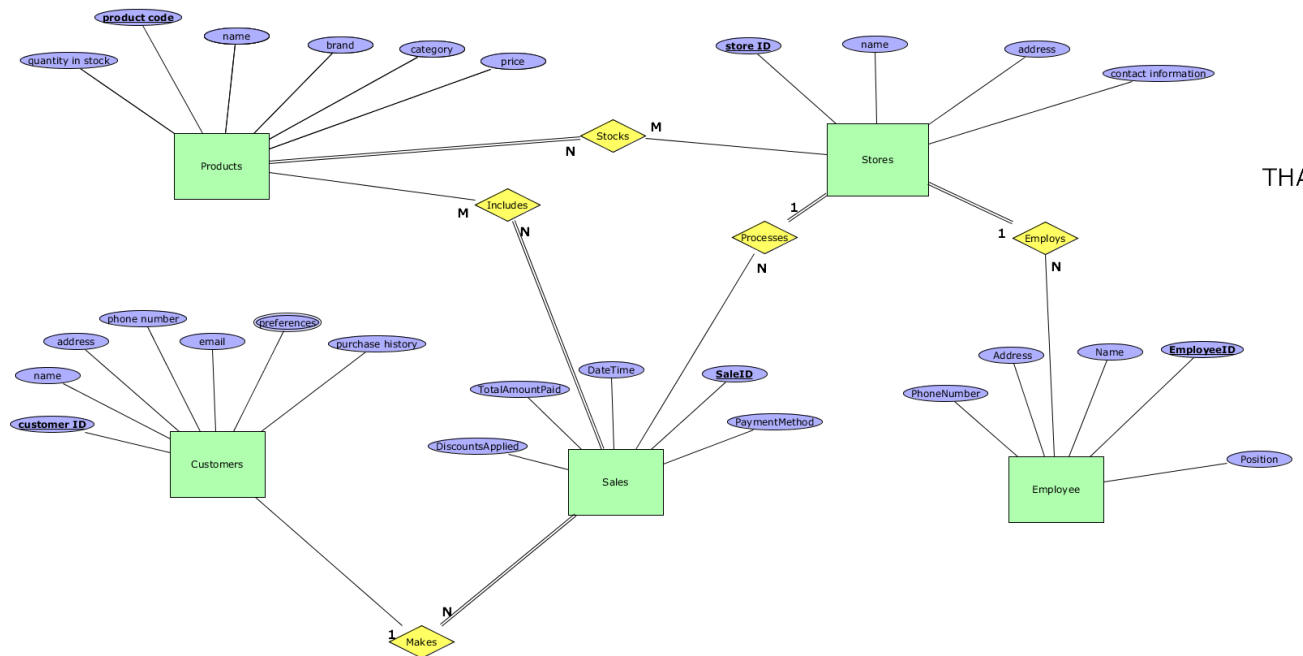 product code
name
brand
category
price
quantity in stock
Products
store ID
name
address
contact information
Stores
Stocks
M
N
Includes
M
N
Processes
1
N
Employs
1
N
THA
phone number
email
preferences
address
purchase history
name
customer ID
Customers
DateTime
SaleID
TotalAmountPaid
PaymentMethod
DiscountsApplied
Sales
Address
Name
EmployeeID
PhoneNumber
Position
Employee
N
1
Makes